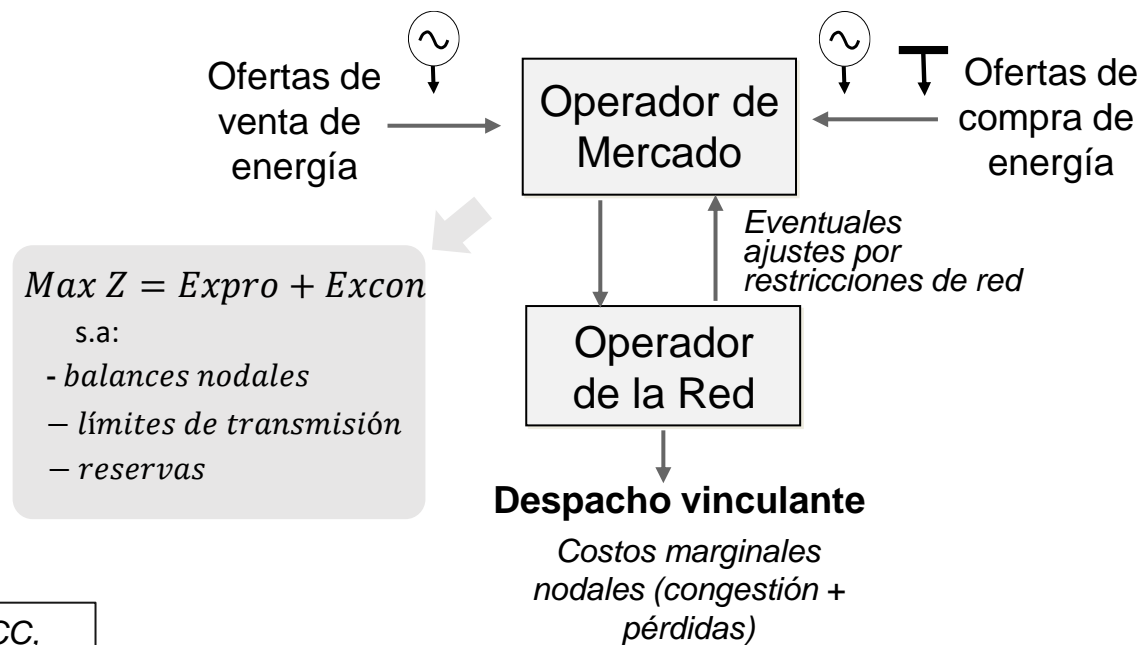 Ofertas de
venta de
energía
Operador de
Mercado
Ofertas de
compra de
energía
Eventuales
ajustes por
restricciones de red
Max Z = Expro + Excon
s.a:
- balances nodales
− límites de transmisión
− reservas
Operador
de la Red
Despacho vinculante
Costos marginales
nodales (congestión +
pérdidas)
CC,